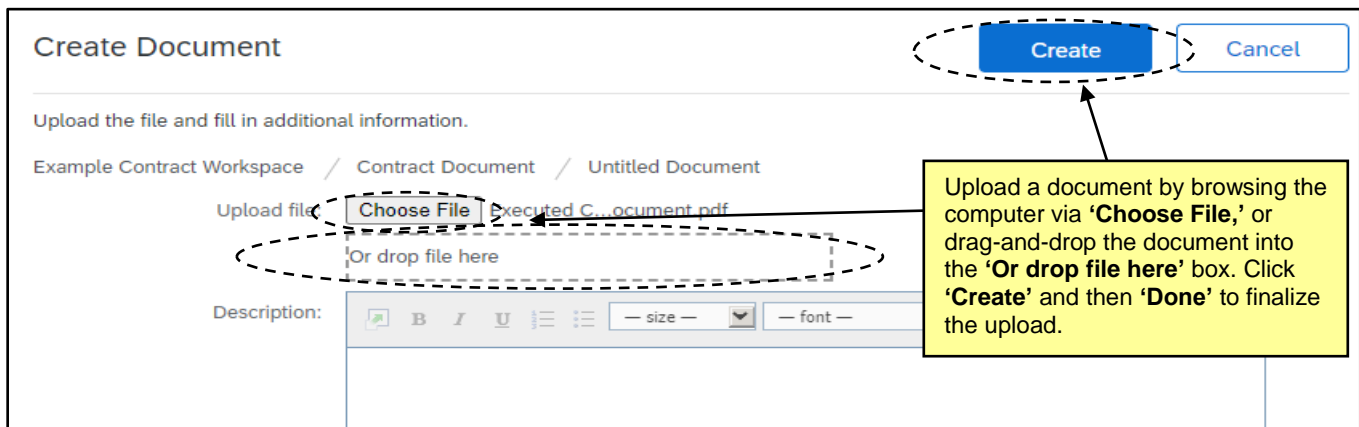 Create Document
Create
Cancel
Upload the file and fill in additional information.
Example Contract Workspace / Contract Document / Untitled Document
Upload file: Choose File Executed C...ocument.pdf
Or drop file here
Description:
B I U — size — — font —
Upload a document by browsing the
computer via ‘Choose File,’ or
drag-and-drop the document into
the ‘Or drop file here’ box. Click
‘Create’ and then ‘Done’ to finalize
the upload.